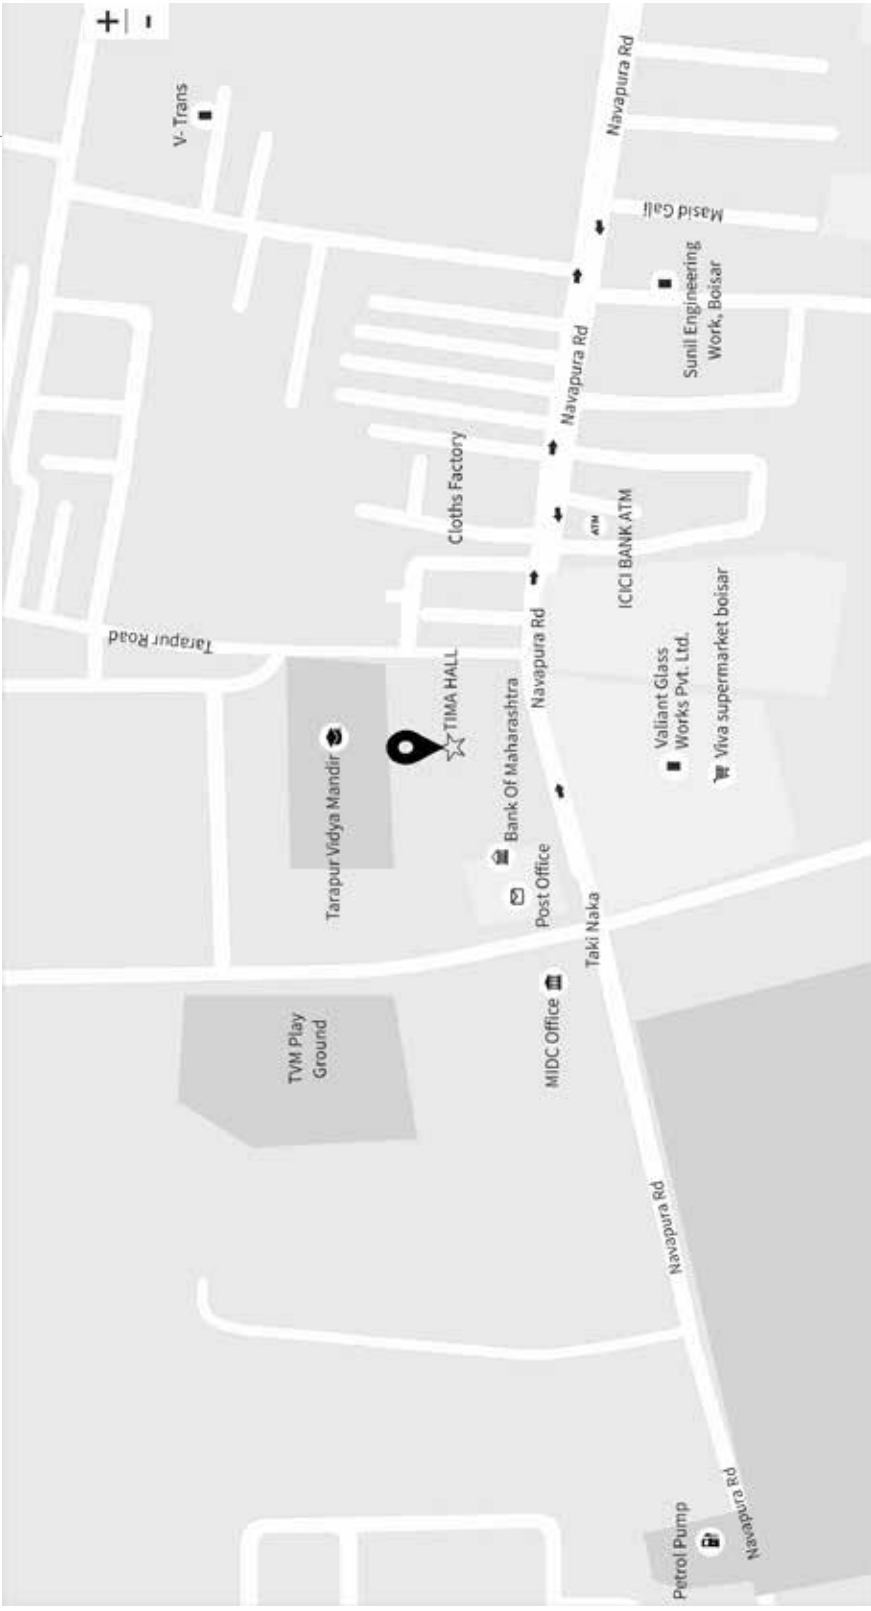 +
-
Tarapur Road
V- Trans
TVM Play
Ground
Tarapur Vidya Mandir
TIMA HALL
Cloths Factory
Bank Of Maharashtra
Navapura Rd
Post Office
MIDC Office
Navapura Rd
Taki Naka
ATM
Navapura Rd
ICICI BANK ATM
Navapura Rd
Valiant Glass
Works Pvt. Ltd.
Petrol Pump
Masid Gali
Sunil Engineering
Work, Boisar
Viva supermarket boisar
Navapura Rd